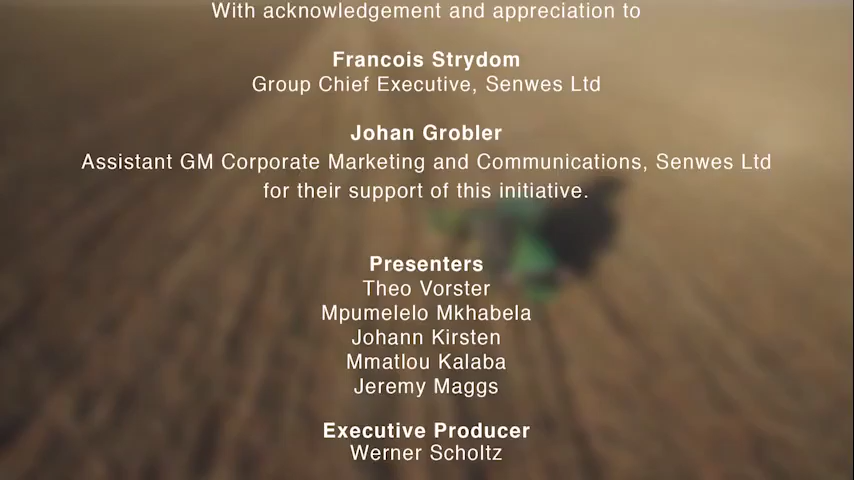 With acknowledgement and appreciation to
Francois Strydom
Group Chief Executive, Senwes Ltd
Johan Grobler
Assistant GM Corporate Marketing and Communications, Senwes Ltd
for their support of this initiative.
Presenters
Theo Vorster
Mpumelelo Mkhabela
Johann Kirsten
Mmatlou Kalaba
Jeremy Maggs
Executive Producer
Werner Scholtz